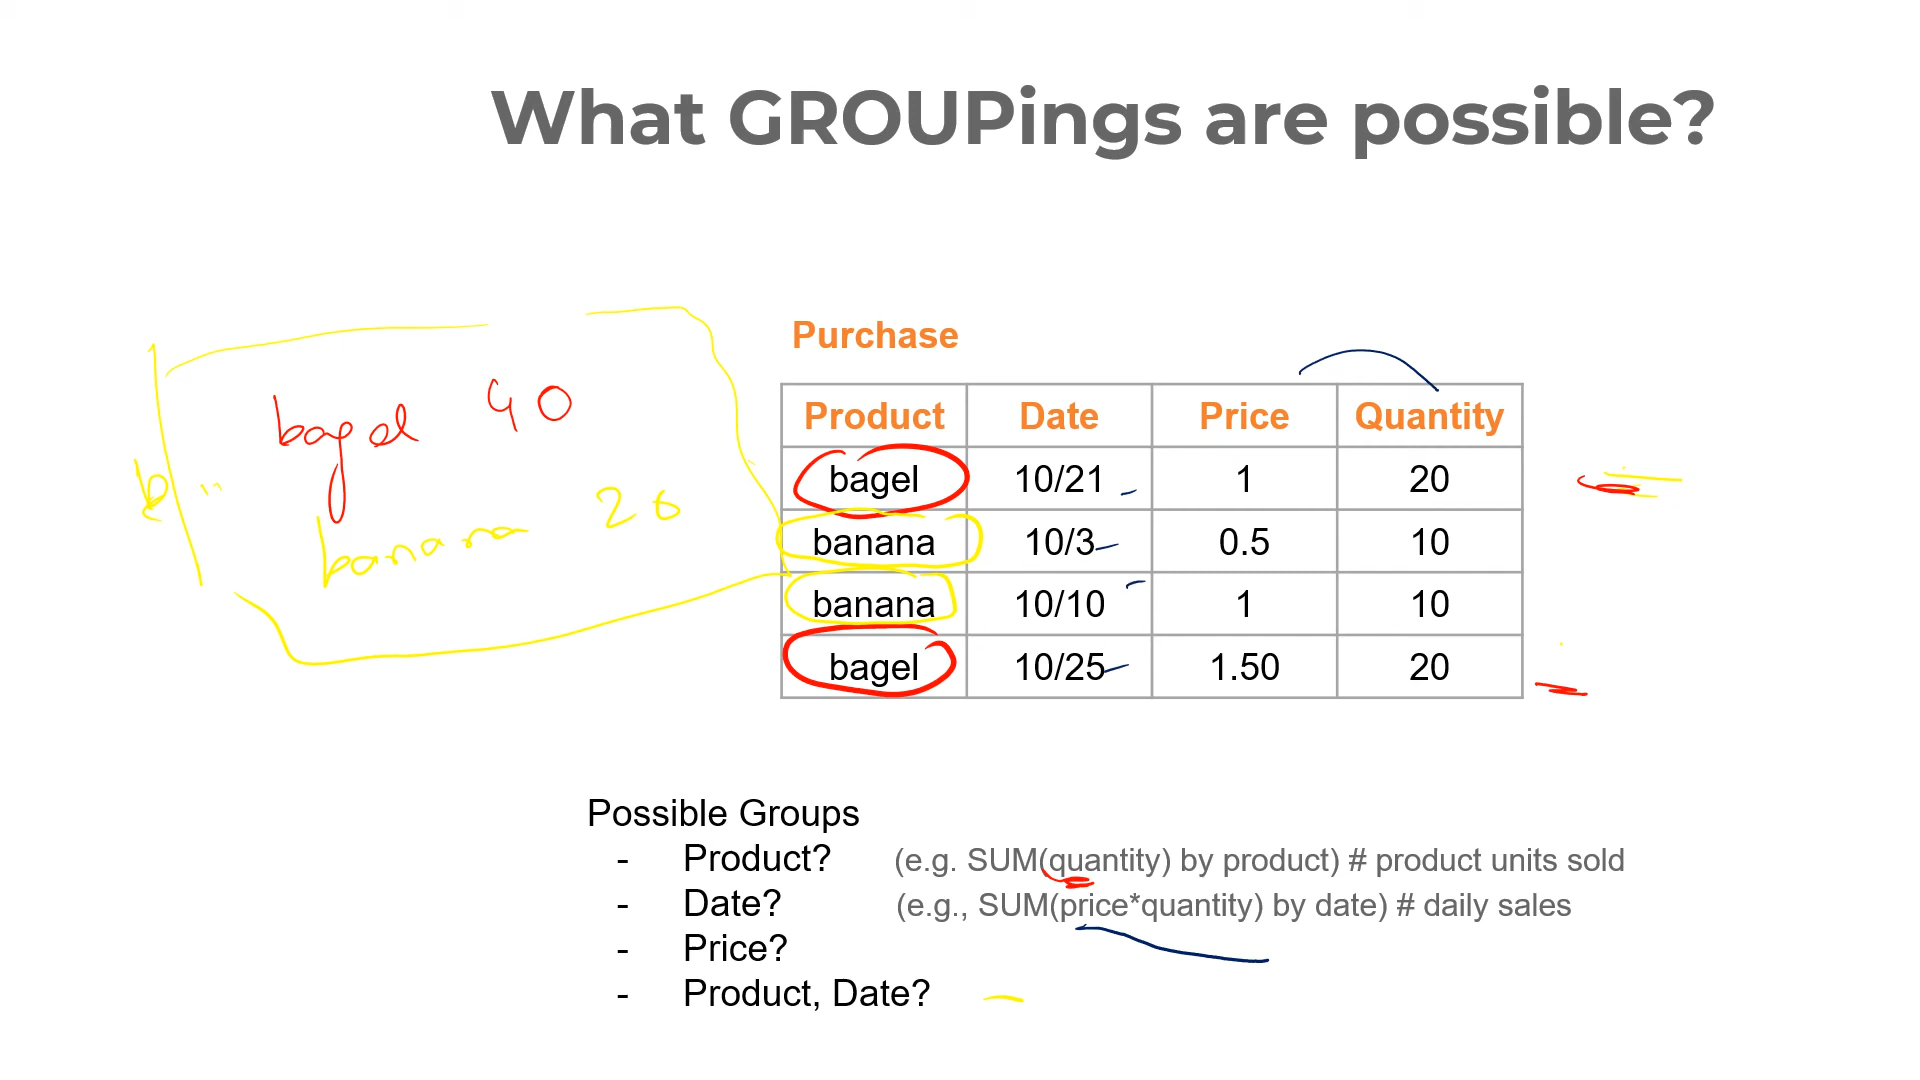 What GROUPings are possible?
Purchase
Product Date Price Quantity
bagel 10/21 1 20
banana 10/3 0.5 10
banana 10/10 1 10
bagel 10/25 1.50 20
bagel 40
banana 20
Possible Groups
- Product? (e.g. SUM(quantity) by product) # product units sold
- Date? (e.g., SUM(price*quantity) by date) # daily sales
- Price?
- Product, Date?